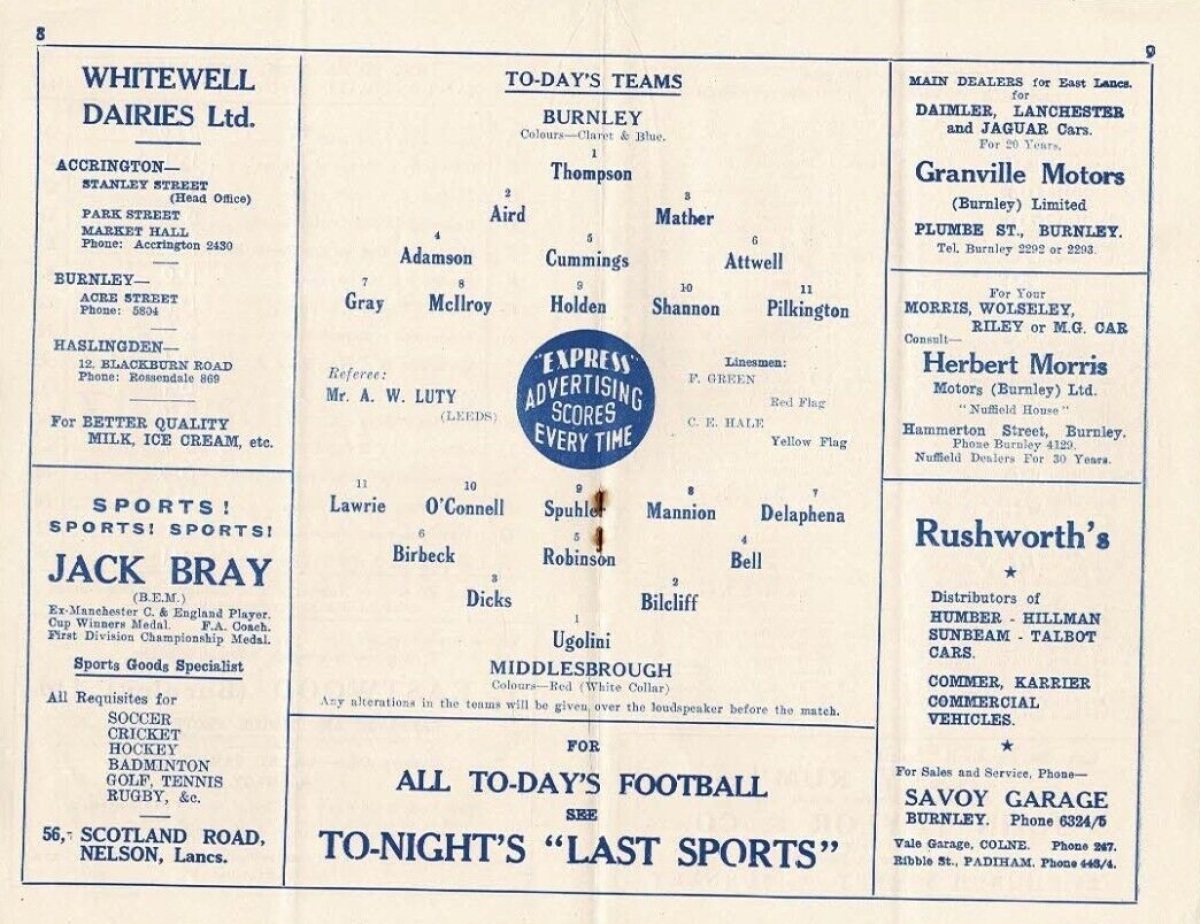 8
9
WHITEWELL
DAIRIES Ltd.
ACCRINGTON—
STANLEY STREET
(Head Office)
PARK STREET
MARKET HALL
Phone: Accrington 2430
BURNLEY—
ACRE STREET
Phone: 5804
HASLINGDEN—
12, BLACKBURN ROAD
Phone: Rossendale 869
For BETTER QUALITY
MILK, ICE CREAM, etc.
SPORTS!
SPORTS! SPORTS!
JACK BRAY
(B.E.M.)
Ex-Manchester C. & England Player.
Cup Winners Medal. F.A. Coach.
First Division Championship Medal.
Sports Goods Specialist
All Requisites for
SOCCER
CRICKET
HOCKEY
BADMINTON
GOLF, TENNIS
RUGBY, &c.
56, SCOTLAND ROAD,
NELSON, Lancs.
TO-DAY'S TEAMS
BURNLEY
Colours—Claret & Blue.
1
Thompson
2 3
Aird Mather
4 5 6
Adamson Cummings Attwell
7 8 9 10 11
Gray McIlroy Holden Shannon Pilkington
Referee:
Mr. A. W. LUTY
(LEEDS)
"EXPRESS"
ADVERTISING
SCORES
EVERY TIME
Linesmen:
F. GREEN
Red Flag
C. E. HALE
Yellow Flag
11 10 9 8 7
Lawrie O'Connell Spuhler Mannion Delaphena
6 5 4
Birbeck Robinson Bell
3 2
Dicks Bilcliff
1
Ugolini
MIDDLESBROUGH
Colours—Red (White Collar)
Any alterations in the teams will be given over the loudspeaker before the match.
FOR
ALL TO-DAY'S FOOTBALL
SEE
TO-NIGHT'S "LAST SPORTS"
MAIN DEALERS for East Lancs.
for
DAIMLER, LANCHESTER
and JAGUAR Cars.
For 20 Years.
Granville Motors
(Burnley) Limited
PLUMBE ST., BURNLEY.
Tel. Burnley 2292 or 2293.
For Your
MORRIS, WOLSELEY,
RILEY or M.G. CAR
Consult—
Herbert Morris
Motors (Burnley) Ltd.
"Nuffield House"
Hammerton Street, Burnley.
Phone Burnley 4129.
Nuffield Dealers For 30 Years.
Rushworth's
Distributors of
HUMBER - HILLMAN
SUNBEAM - TALBOT
CARS.
COMMER, KARRIER
COMMERCIAL
VEHICLES.
For Sales and Service, Phone—
SAVOY GARAGE
BURNLEY. Phone 6324/5
Vale Garage, COLNE. Phone 267.
Ribble St., PADIHAM. Phone 443/4.